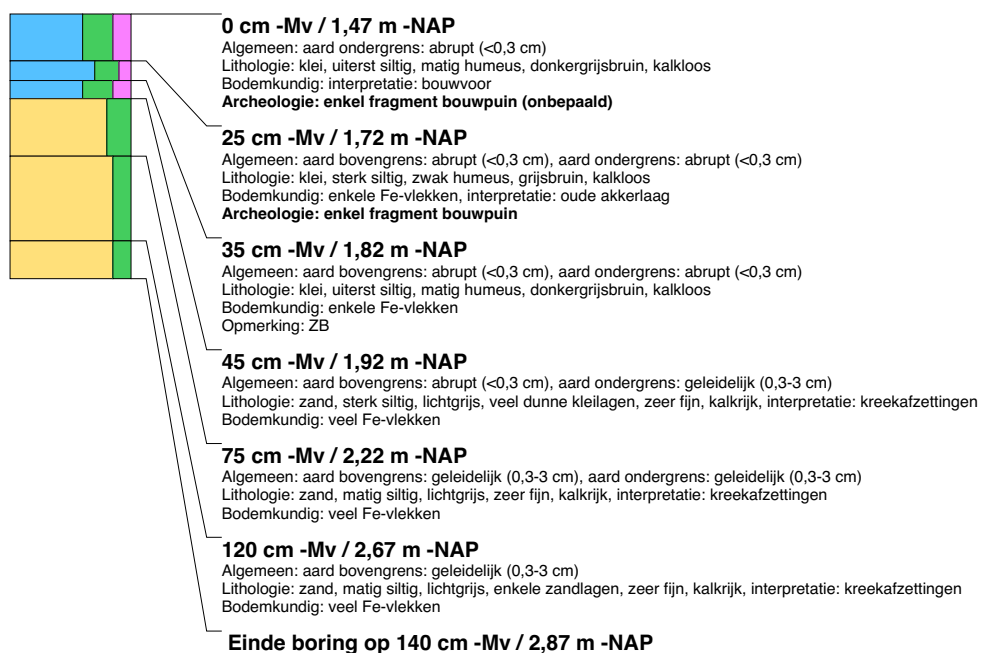 0 cm -Mv / 1,47 m -NAP
Algemeen: aard ondergrens: abrupt (<0,3 cm)
Lithologie: klei, uiterst siltig, matig humeus, donkergrijsbruin, kalkloos
Bodemkundig: interpretatie: bouwvoor
Archeologie: enkel fragment bouwpuin (onbepaald)
25 cm -Mv / 1,72 m -NAP
Algemeen: aard bovengrens: abrupt (<0,3 cm), aard ondergrens: abrupt (<0,3 cm)
Lithologie: klei, sterk siltig, zwak humeus, grijsbruin, kalkloos
Bodemkundig: enkele Fe-vlekken, interpretatie: oude akkerlaag
Archeologie: enkel fragment bouwpuin
35 cm -Mv / 1,82 m -NAP
Algemeen: aard bovengrens: abrupt (<0,3 cm), aard ondergrens: abrupt (<0,3 cm)
Lithologie: klei, uiterst siltig, matig humeus, donkergrijsbruin, kalkloos
Bodemkundig: enkele Fe-vlekken
Opmerking: ZB
45 cm -Mv / 1,92 m -NAP
Algemeen: aard bovengrens: abrupt (<0,3 cm), aard ondergrens: geleidelijk (0,3-3 cm)
Lithologie: zand, sterk siltig, lichtgrijs, veel dunne kleilagen, zeer fijn, kalkrijk, interpretatie: kreekafzettingen
Bodemkundig: veel Fe-vlekken
75 cm -Mv / 2,22 m -NAP
Algemeen: aard bovengrens: geleidelijk (0,3-3 cm), aard ondergrens: geleidelijk (0,3-3 cm)
Lithologie: zand, matig siltig, lichtgrijs, zeer fijn, kalkrijk, interpretatie: kreekafzettingen
Bodemkundig: veel Fe-vlekken
120 cm -Mv / 2,67 m -NAP
Algemeen: aard bovengrens: geleidelijk (0,3-3 cm)
Lithologie: zand, matig siltig, lichtgrijs, enkele zandlagen, zeer fijn, kalkrijk, interpretatie: kreekafzettingen
Bodemkundig: veel Fe-vlekken
Einde boring op 140 cm -Mv / 2,87 m -NAP